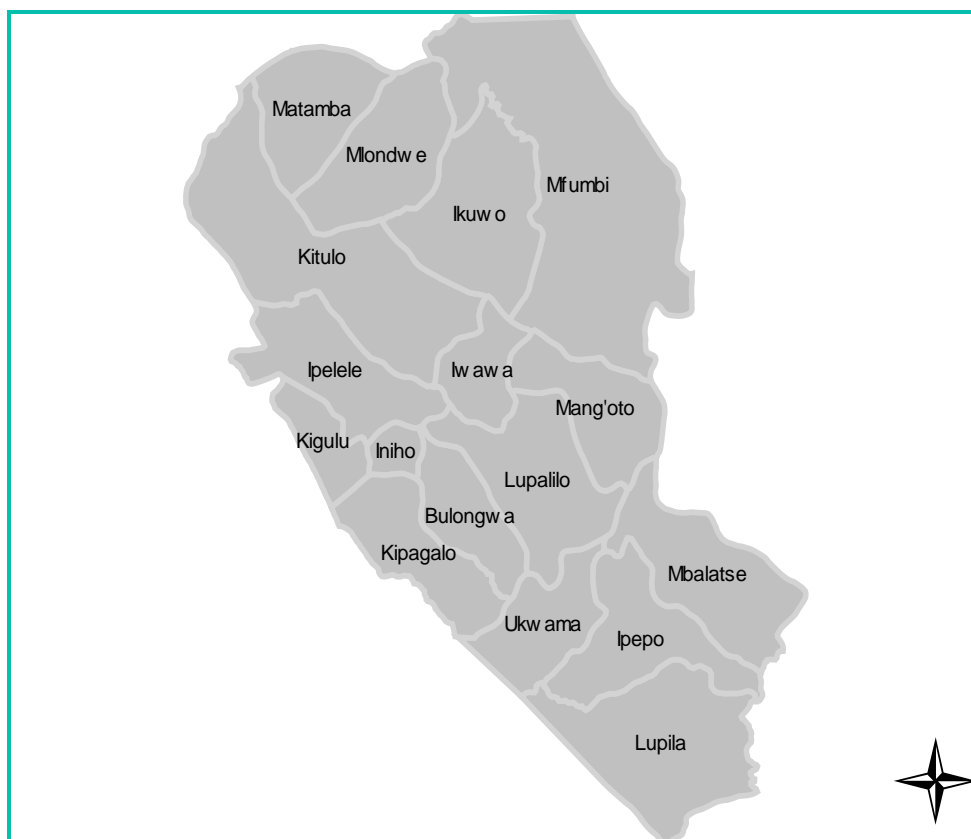 Matamba
Mlondwe
Mfumbi
Ikuwo
Kitulo
Ipelele
Iwawa
Mang'oto
Kigulu
Iniho
Lupalilo
Bulongwa
Kipagalo
Mbalatse
Ukwama
Ipepo
Lupila